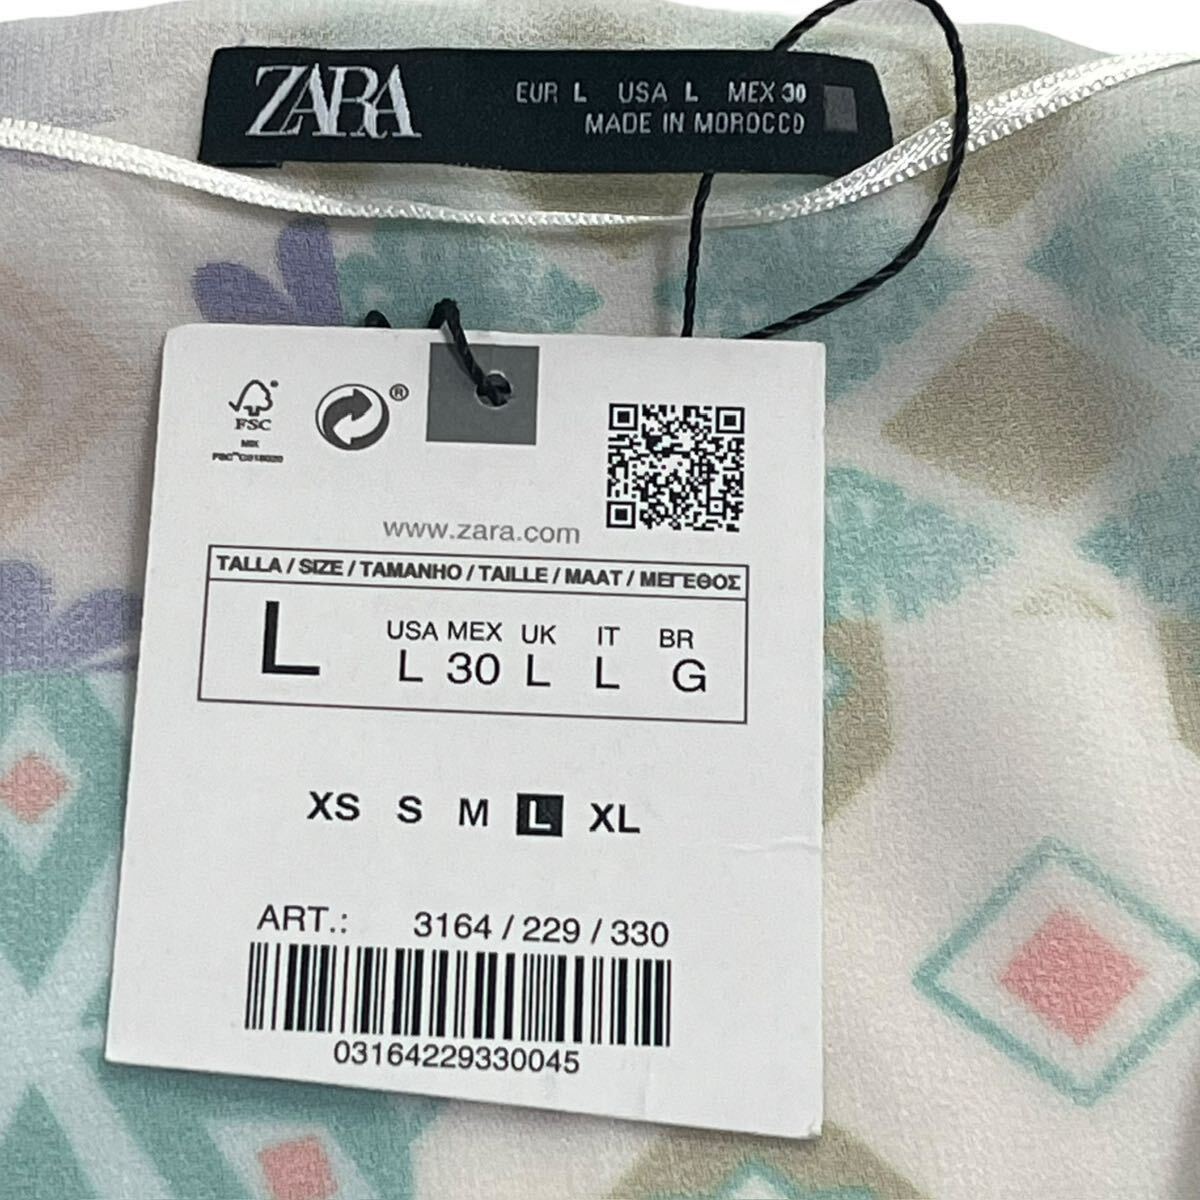 ZARA
EUR L USA L MEX 30
MADE IN MOROCCO
®
FSC
MIX
www.zara.com
TALLA / SIZE / TAMANHO / TAILLE / MAAT / ΜΕΓΕΘΟΣ
L
USA MEX UK IT BR
L 30 L L G
XS S M L XL
ART.: 3164 / 229 / 330
03164229330045